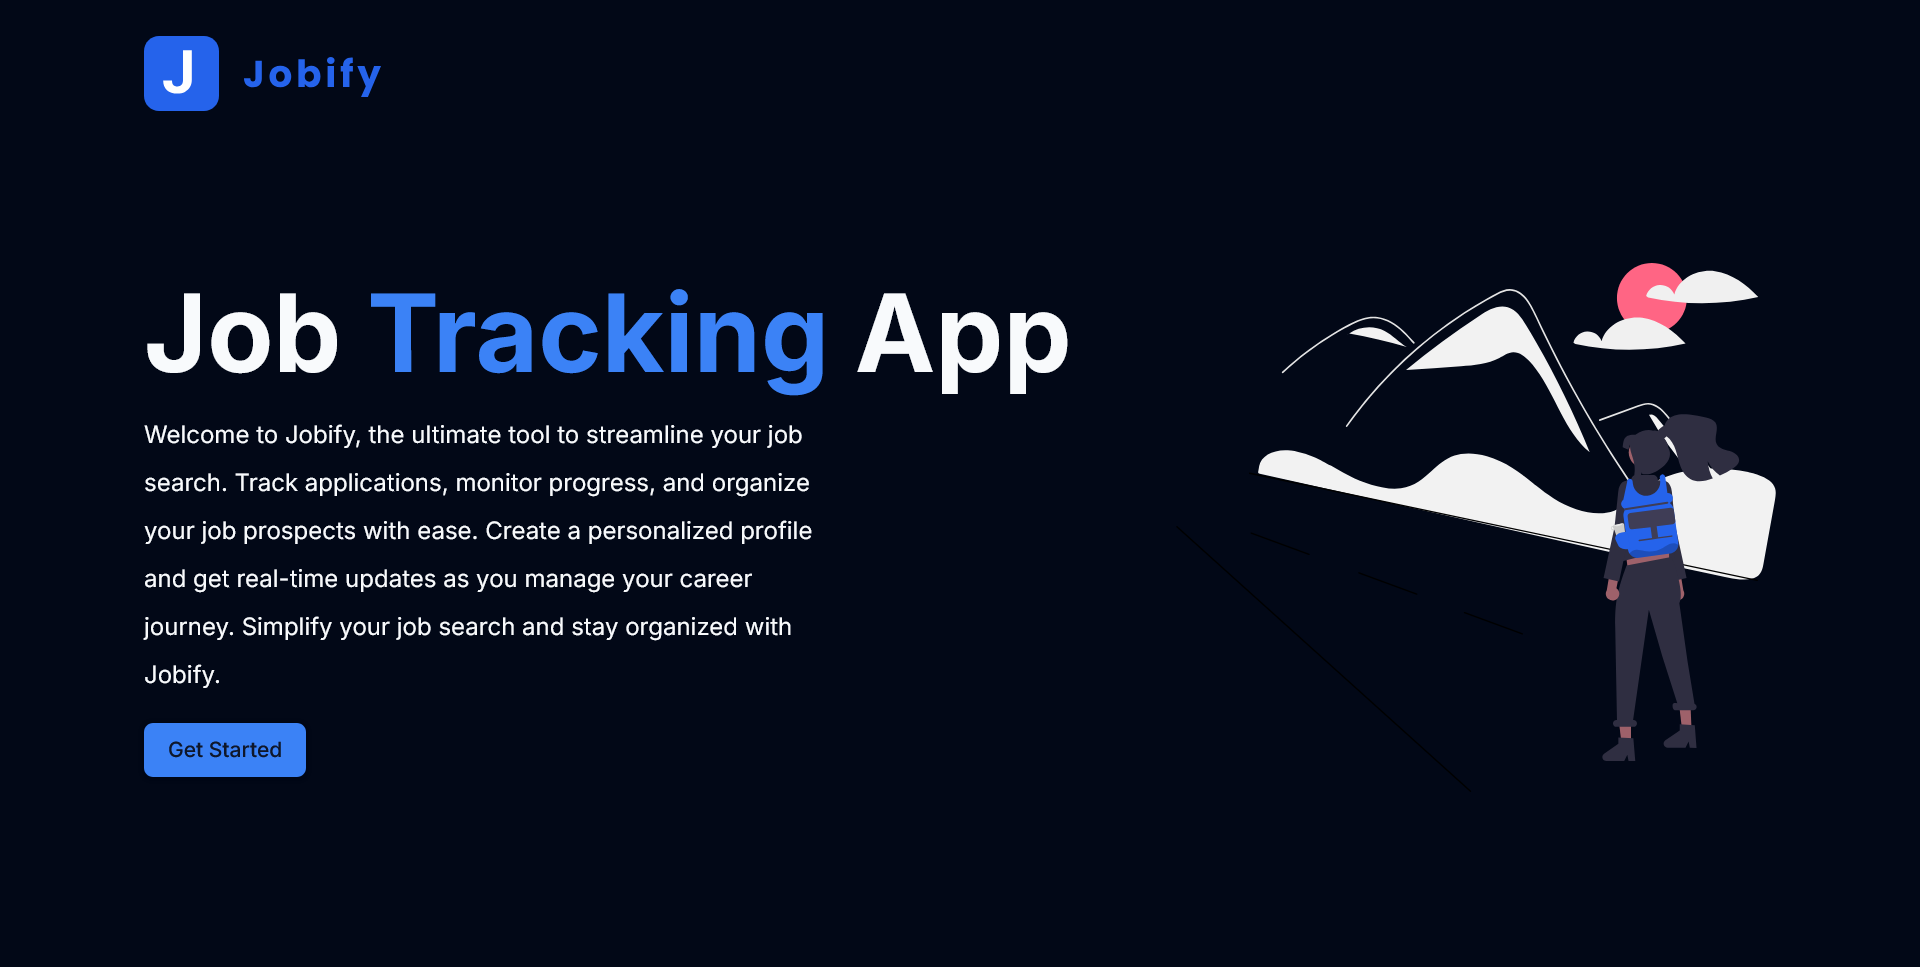 J Jobify
Job Tracking App
Welcome to Jobify, the ultimate tool to streamline your job
search. Track applications, monitor progress, and organize
your job prospects with ease. Create a personalized profile
and get real-time updates as you manage your career
journey. Simplify your job search and stay organized with
Jobify.
Get Started